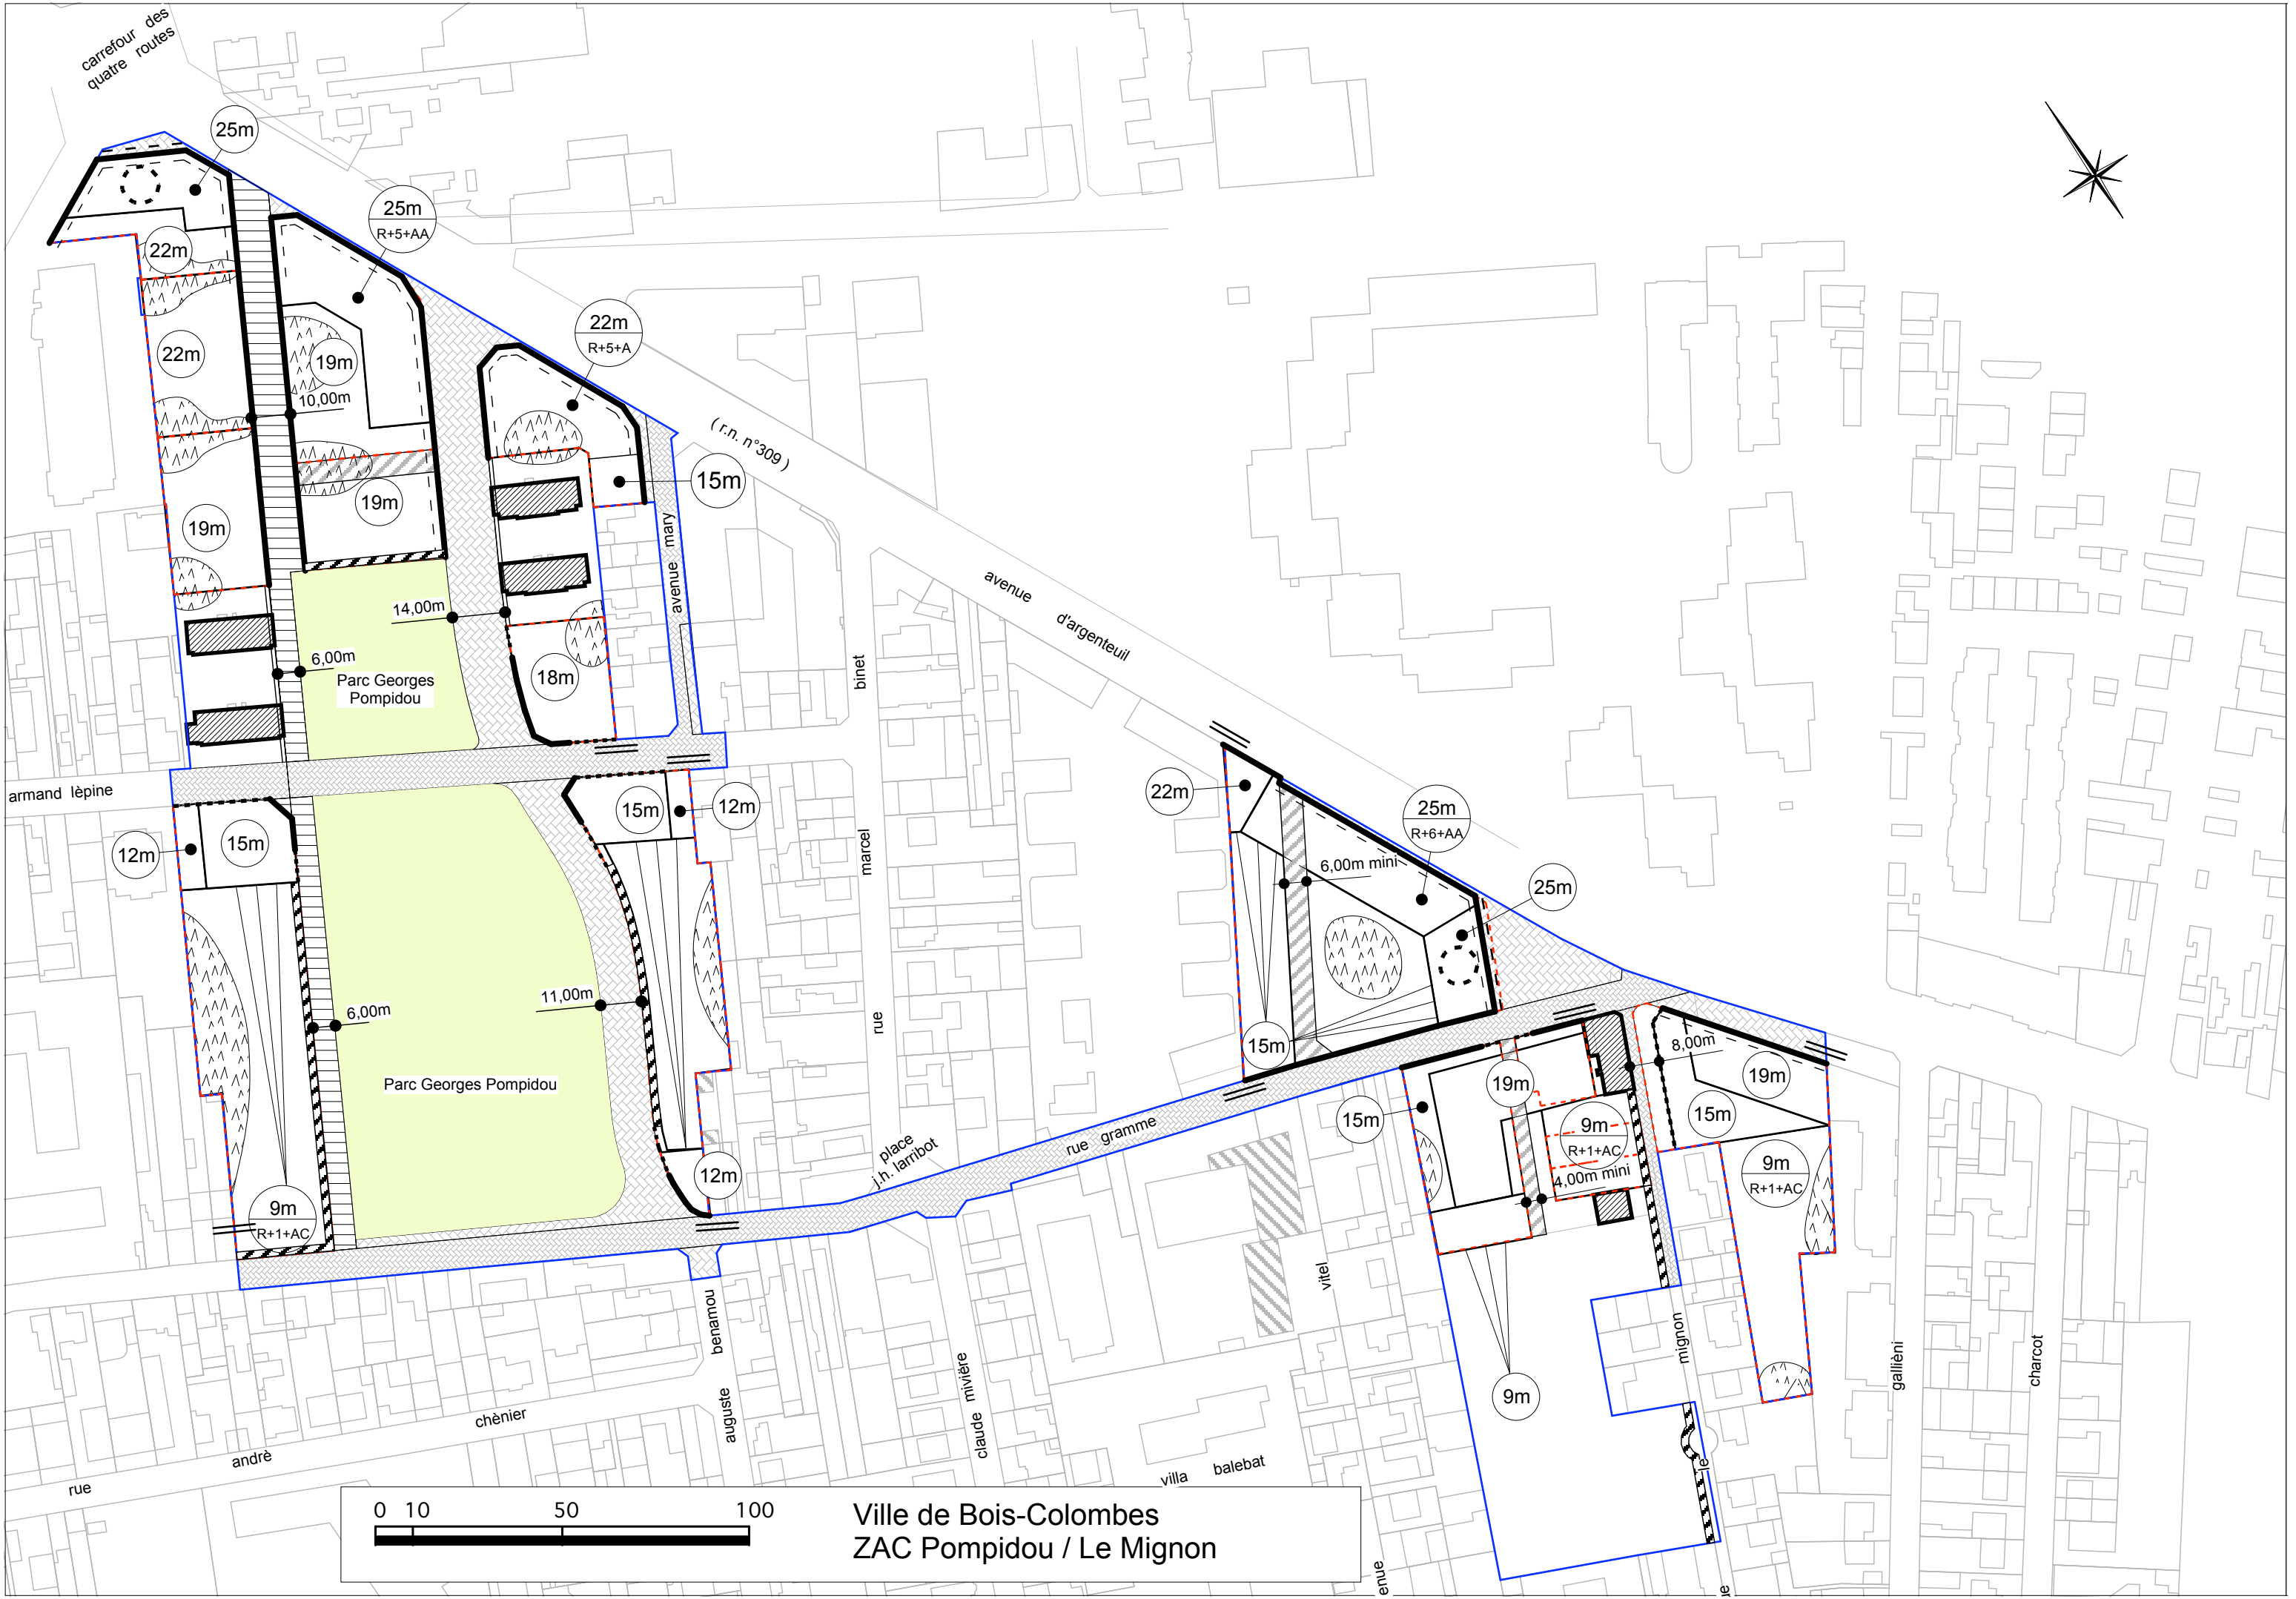 carrefour des
quatre routes
25m
25m
R+5+AA
22m
22m
R+5+A
22m
19m
10,00m
( r.n. n°309 )
15m
19m
19m
avenue mary
avenue d'argenteuil
14,00m
6,00m
Parc Georges
Pompidou
18m
binet
armand lèpine
22m
15m
12m
25m
R+6+AA
15m
12m
marcel
6,00m mini
25m
6,00m
11,00m
rue
15m
8,00m
19m
19m
Parc Georges Pompidou
15m
15m
9m
R+1+AC
rue gramme
place
j.h. larribot
12m
4,00m mini
9m
R+1+AC
9m
R+1+AC
vitel
benamou
mignon
gallièni
charcot
claude mivière
auguste
9m
chènier
andrè
rue
villa balebat
le
enue
ue
0 10 50 100
Ville de Bois-Colombes
ZAC Pompidou / Le Mignon